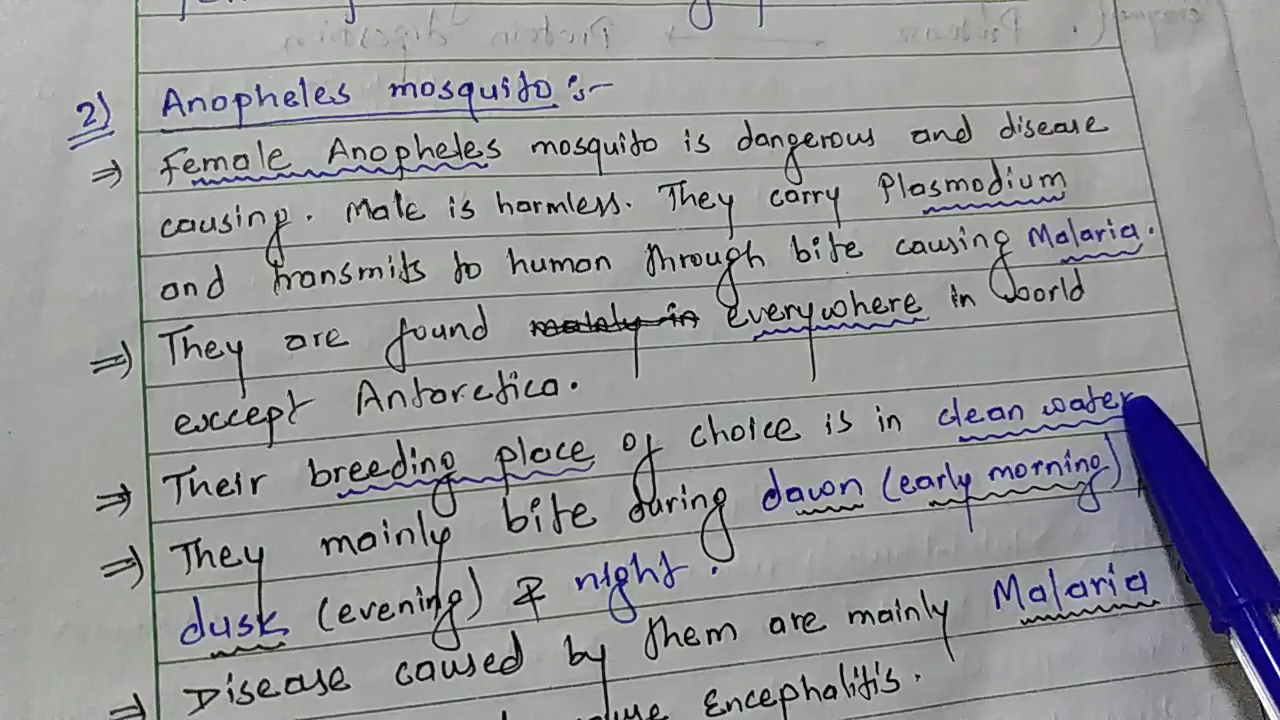 2) Anopheles mosquito :-
⇒ Female Anopheles mosquito is dangerous and disease
causing. Male is harmless. They carry Plasmodium
and transmits to human through bite causing Malaria.
⇒ They are found mainly in everywhere in World
except Antarctica.
⇒ Their breeding place of choice is in clean water
⇒ They mainly bite during dawn (early morning)
dusk (evening) & night.
⇒ Disease caused by them are mainly Malaria
Encephalitis.